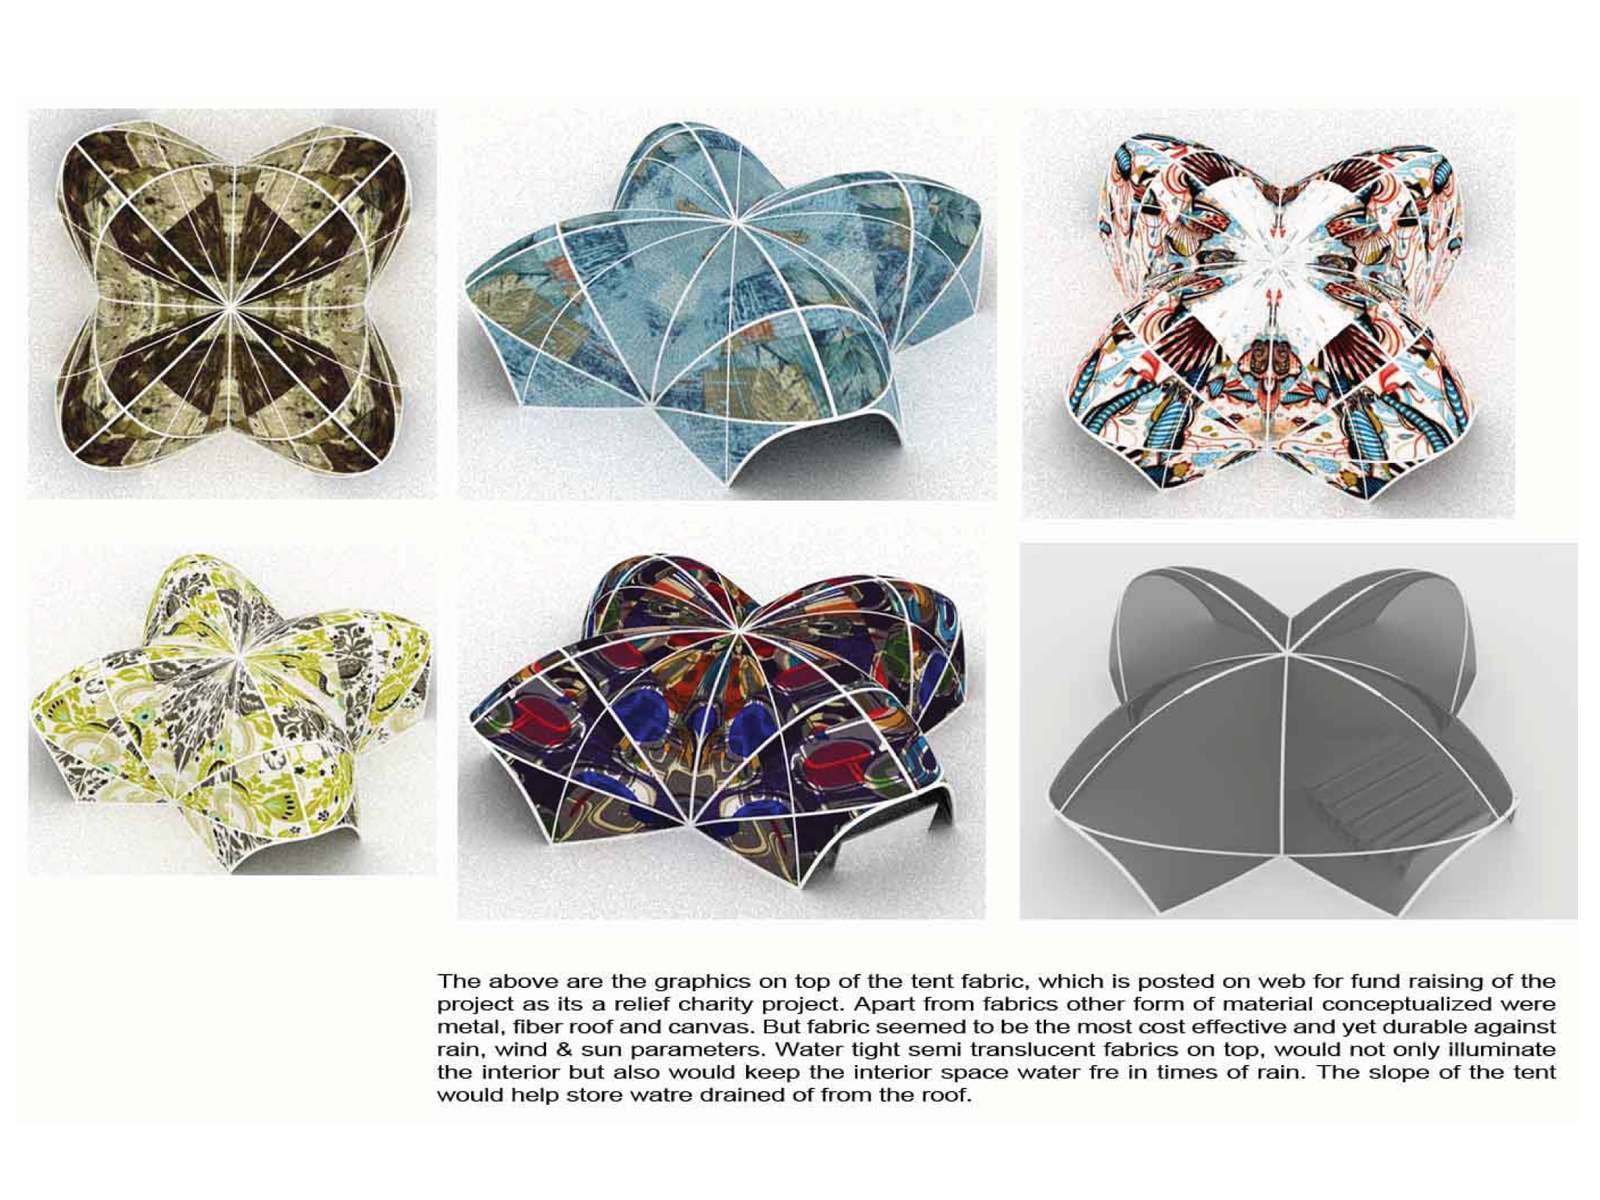 The above are the graphics on top of the tent fabric, which is posted on web for fund raising of the
project as its a relief charity project. Apart from fabrics other form of material conceptualized were
metal, fiber roof and canvas. But fabric seemed to be the most cost effective and yet durable against
rain, wind & sun parameters. Water tight semi translucent fabrics on top, would not only illuminate
the interior but also would keep the interior space water fre in times of rain. The slope of the tent
would help store watre drained of from the roof.